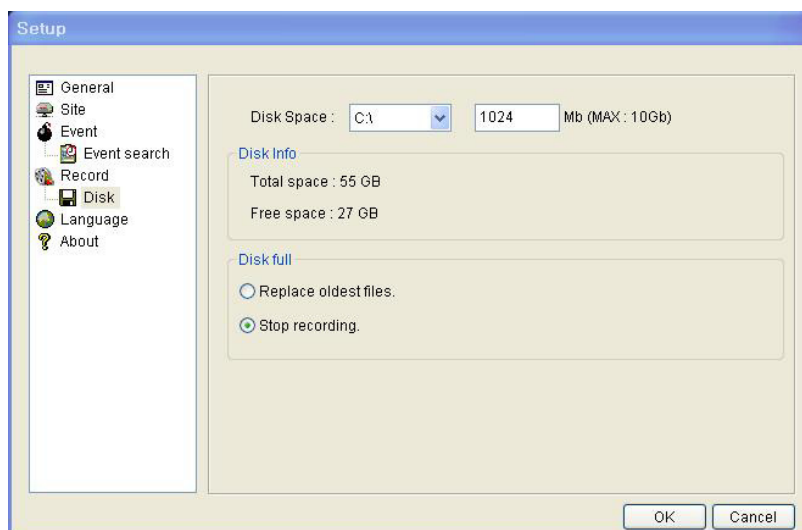 Setup
General
Site
Event
Event search
Record
Disk
Language
About
Disk Space : C:\ 1024 Mb (MAX : 10Gb)
Disk Info
Total space : 55 GB
Free space : 27 GB
Disk full
Replace oldest files.
Stop recording.
OK Cancel